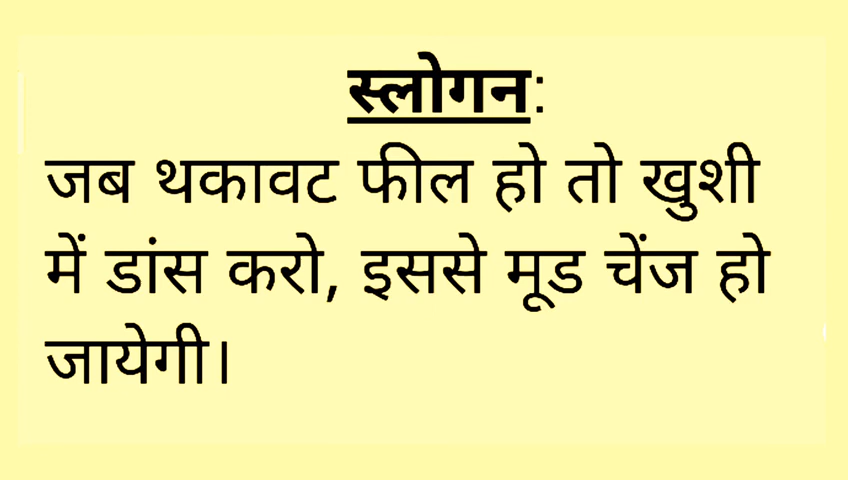 स्लोगन:
जब थकावट फील हो तो खुशी
में डांस करो, इससे मूड चेंज हो
जायेगी।